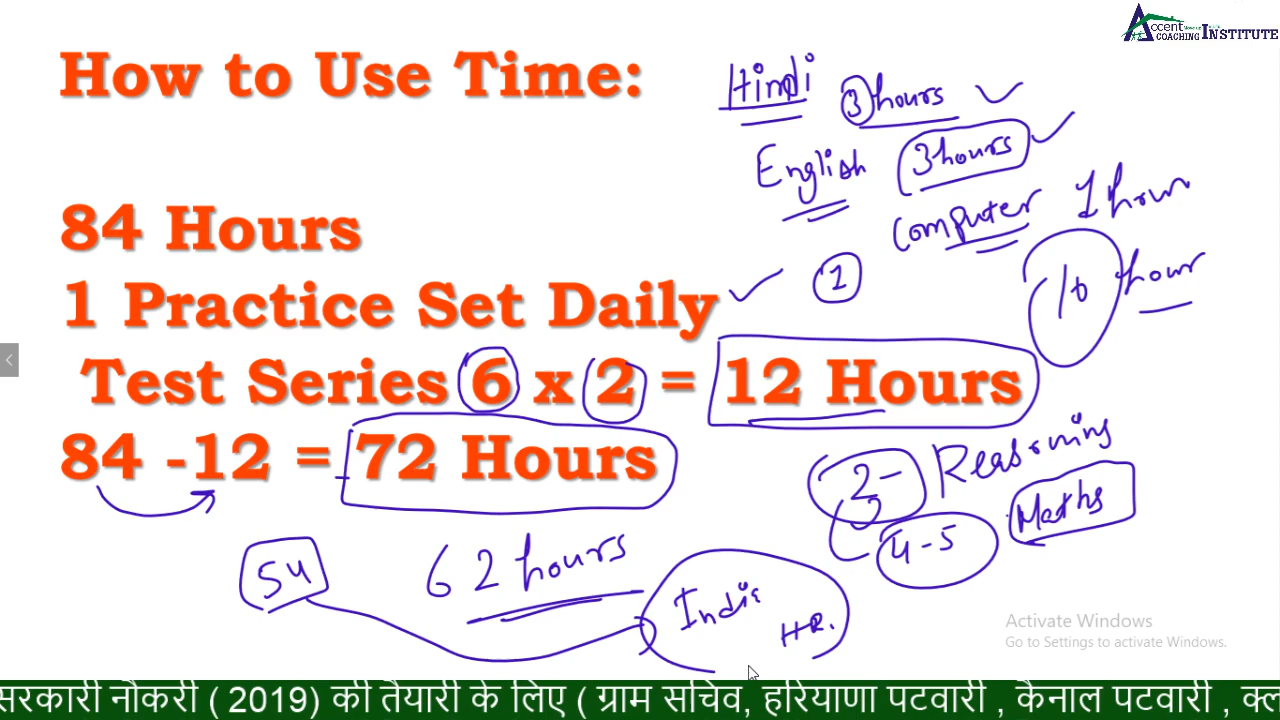 Accent
COACHING INSTITUTE
How to Use Time:
Hindi 3 hours
English 3 hours
Computer 1 hour
84 Hours
1 Practice Set Daily
1
10 hour
Test Series 6 x 2 = 12 Hours
84 -12 = 72 Hours
2- Reasoning
4-5 Maths
54
62 hours
India
HR.
Activate Windows
Go to Settings to activate Windows.
सरकारी नौकरी ( 2019) की तैयारी के लिए ( ग्राम सचिव, हरियाणा पटवारी , कैनाल पटवारी , क्ल